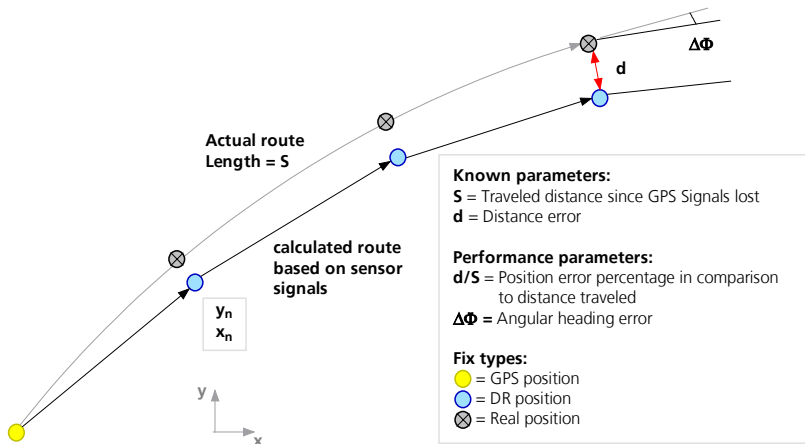 ΔΦ
d
Actual route
Length = S
calculated route
based on sensor
signals
yn
xn
y
x
Known parameters:
S = Traveled distance since GPS Signals lost
d = Distance error
Performance parameters:
d/S = Position error percentage in comparison
to distance traveled
ΔΦ = Angular heading error
Fix types:
= GPS position
= DR position
= Real position